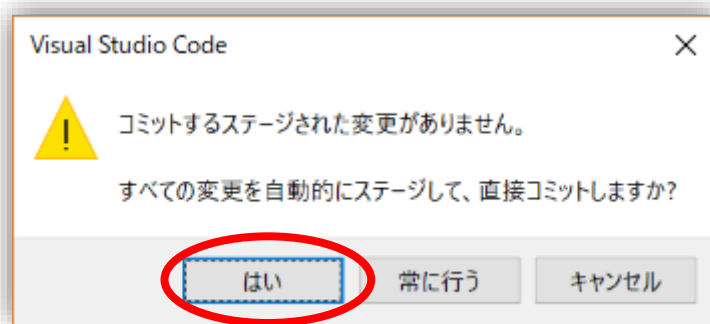 Visual Studio Code
コミットするステージされた変更がありません。
すべての変更を自動的にステージして、直接コミットしますか?
はい 常に行う キャンセル